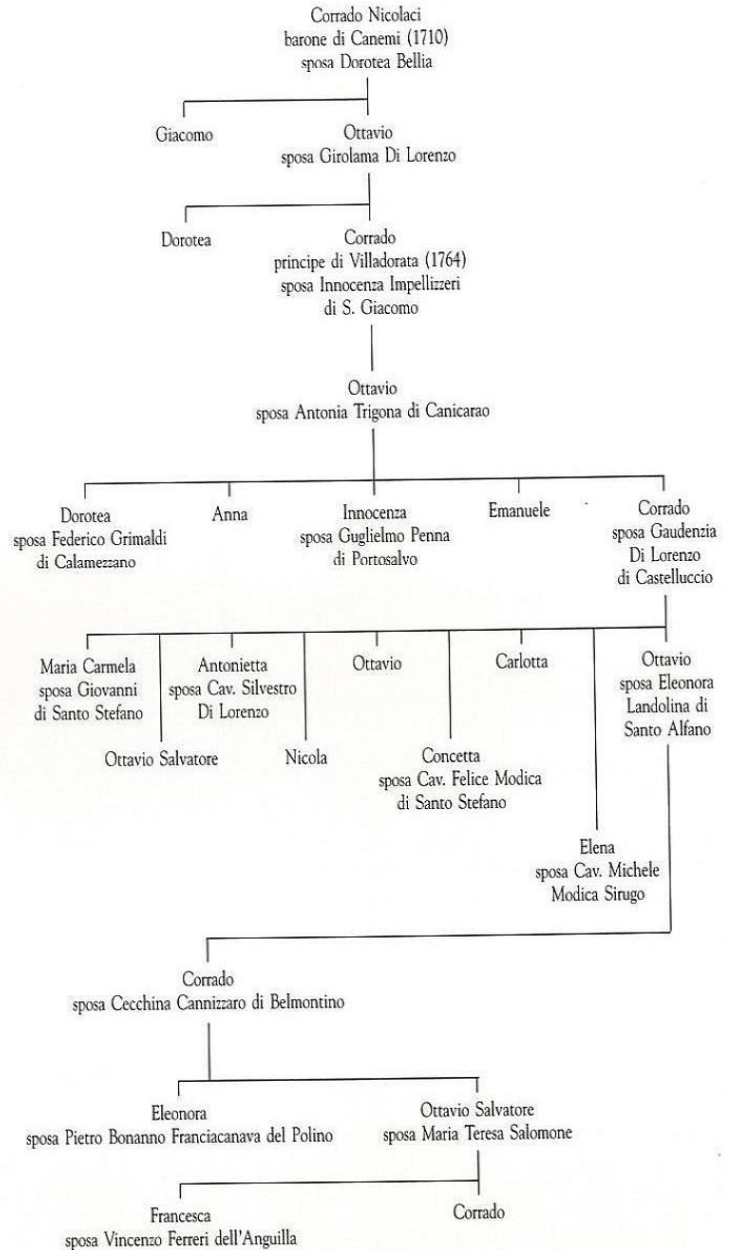 Corrado Nicolaci
barone di Canemi (1710)
sposa Dorotea Bellia
Giacomo
Ottavio
sposa Girolama Di Lorenzo
Dorotea
Corrado
principe di Villadorata (1764)
sposa Innocenza Impellizzeri
di S. Giacomo
Ottavio
sposa Antonia Trigona di Canicarao
Dorotea
sposa Federico Grimaldi
di Calamezzano
Anna
Innocenza
sposa Guglielmo Penna
di Portosalvo
Emanuele
Corrado
sposa Gaudenzia
Di Lorenzo
di Castelluccio
Maria Carmela
sposa Giovanni
di Santo Stefano
Ottavio Salvatore
Antonietta
sposa Cav. Silvestro
Di Lorenzo
Nicola
Ottavio
Concetta
sposa Cav. Felice Modica
di Santo Stefano
Carlotta
Elena
sposa Cav. Michele
Modica Sirugo
Ottavio
sposa Eleonora
Landolina di
Santo Alfano
Corrado
sposa Cecchina Cannizzaro di Belmontino
Eleonora
sposa Pietro Bonanno Franciacanava del Polino
Ottavio Salvatore
sposa Maria Teresa Salomone
Francesca
sposa Vincenzo Ferreri dell'Anguilla
Corrado